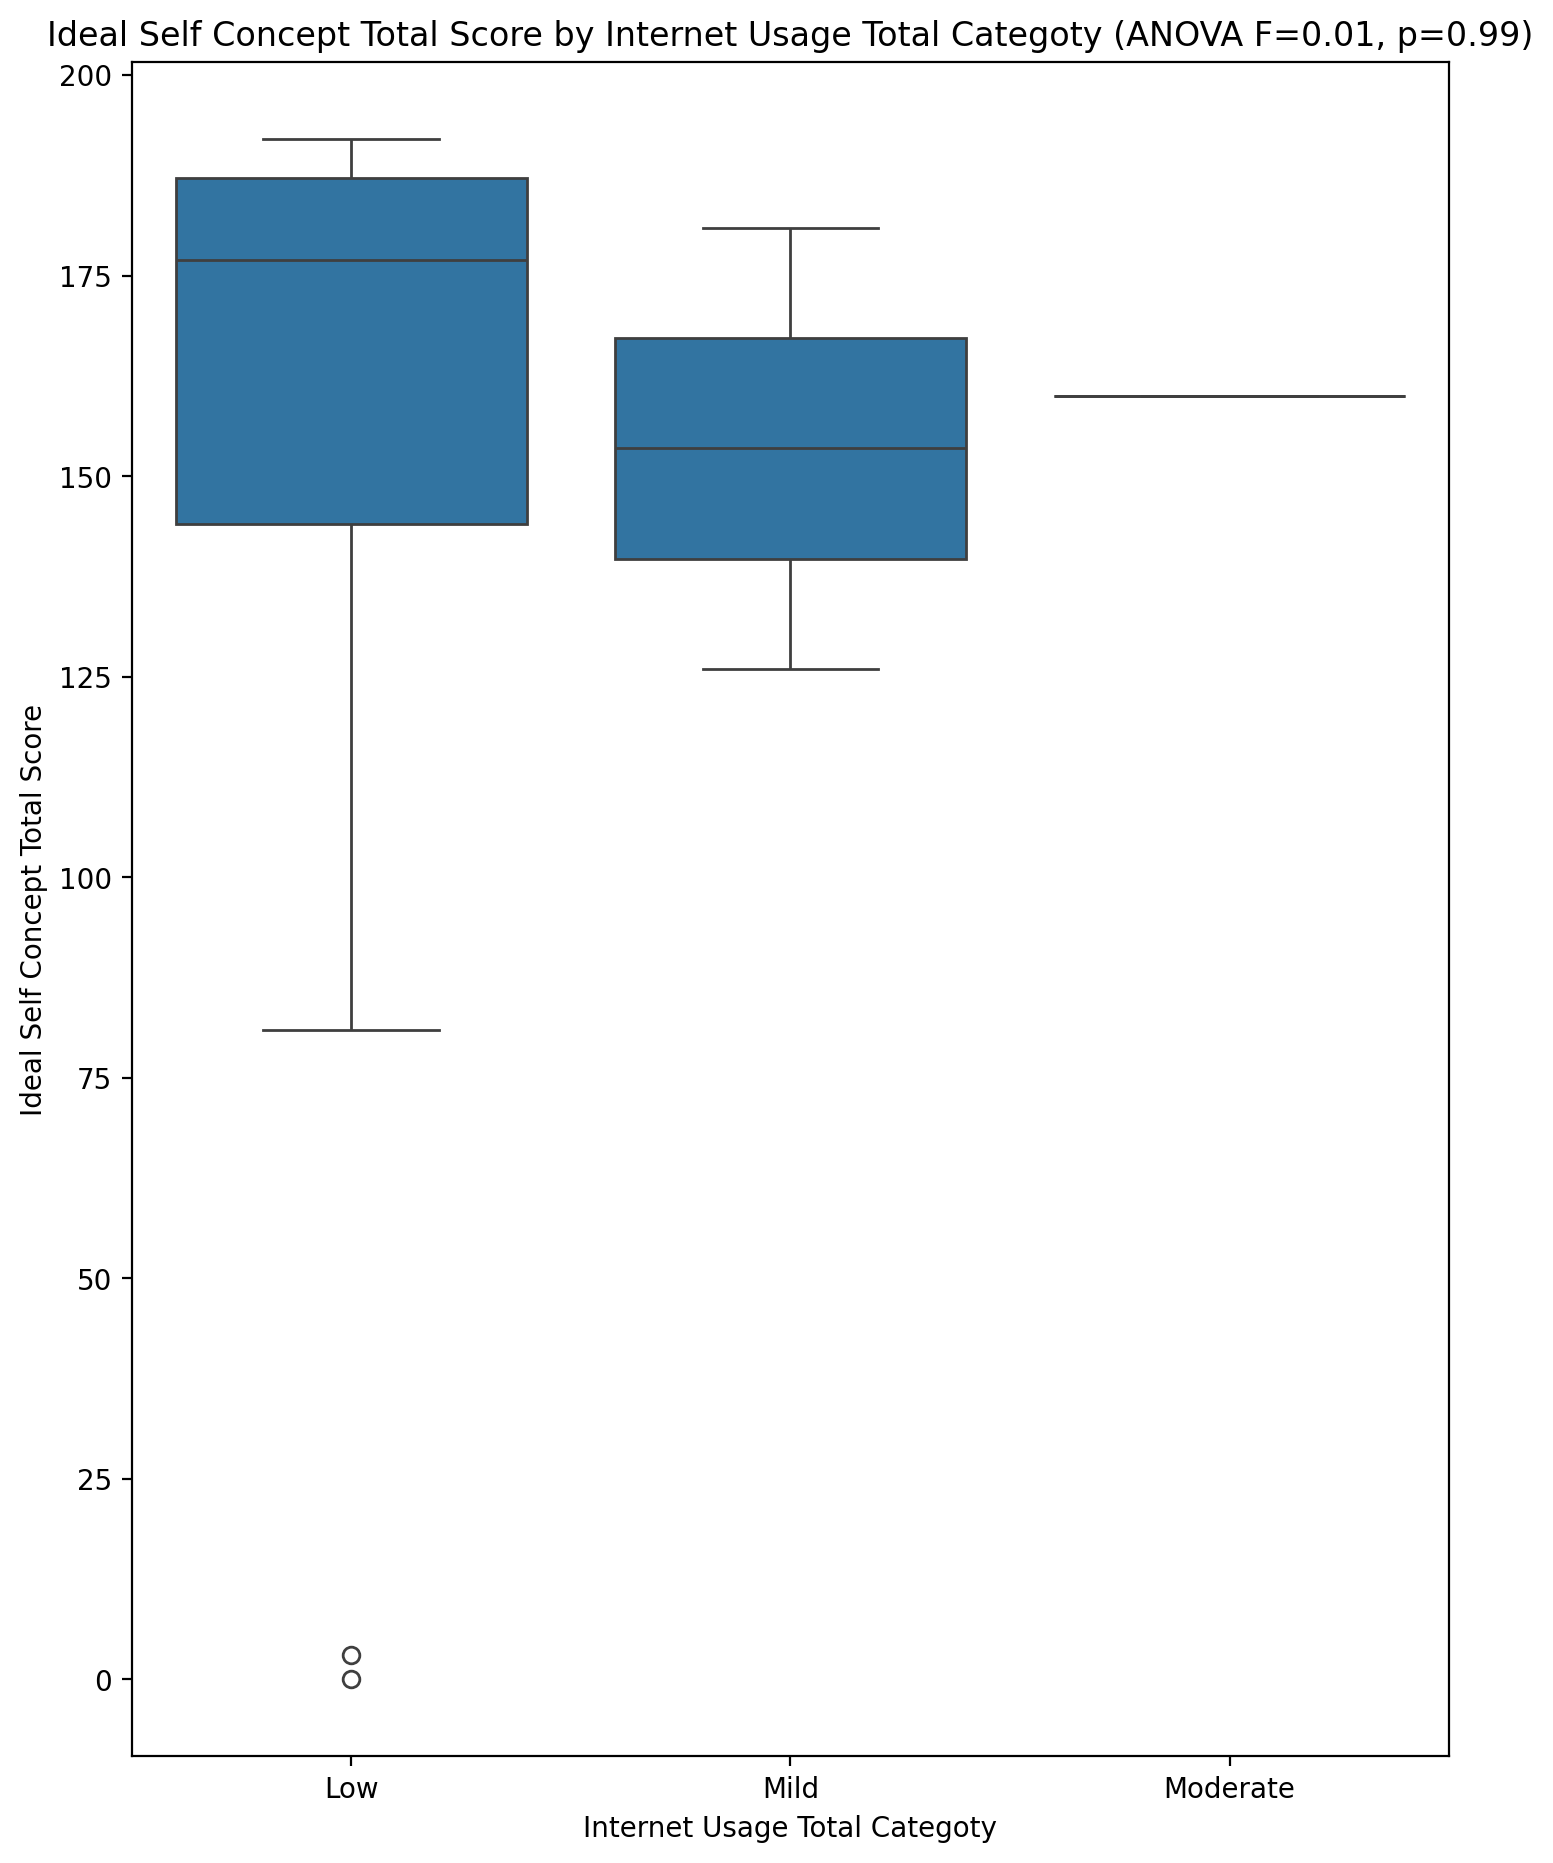 Ideal Self Concept Total Score by Internet Usage Total Categoty (ANOVA F=0.01, p=0.99)
200
175
150
125
100
75
50
25
0
Ideal Self Concept Total Score
Low
Mild
Moderate
Internet Usage Total Categoty